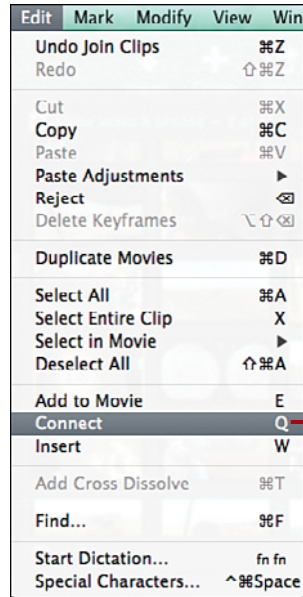 Edit Mark Modify View Win
Undo Join Clips ⌘Z
Redo ⇧⌘Z
Cut ⌘X
Copy ⌘C
Paste ⌘V
Paste Adjustments ▶
Reject ⌫
Delete Keyframes ⌥⇧⌫
Duplicate Movies ⌘D
Select All ⌘A
Select Entire Clip X
Select in Movie ▶
Deselect All ⇧⌘A
Add to Movie E
Connect Q
Insert W
Add Cross Dissolve ⌘T
Find... ⌘F
Start Dictation... fn fn
Special Characters... ^⌘Space